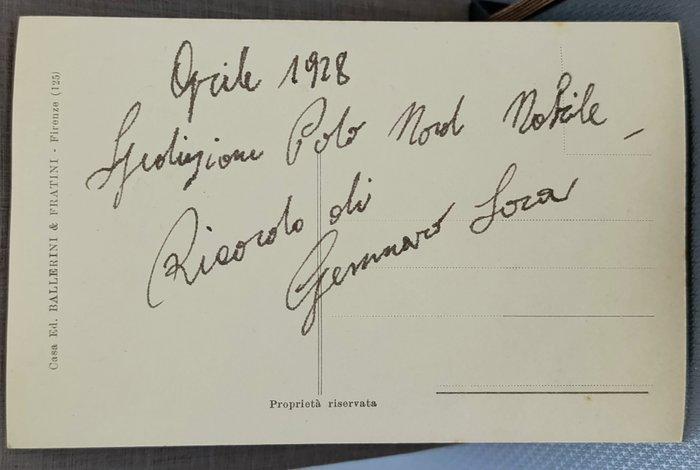 Aprile 1928
Spedizione Polo Nord Nobile
Ricordo di
Gennaro Sora
Casa Ed. BALLERINI & FRATINI - Firenze (125)
Proprietà riservata